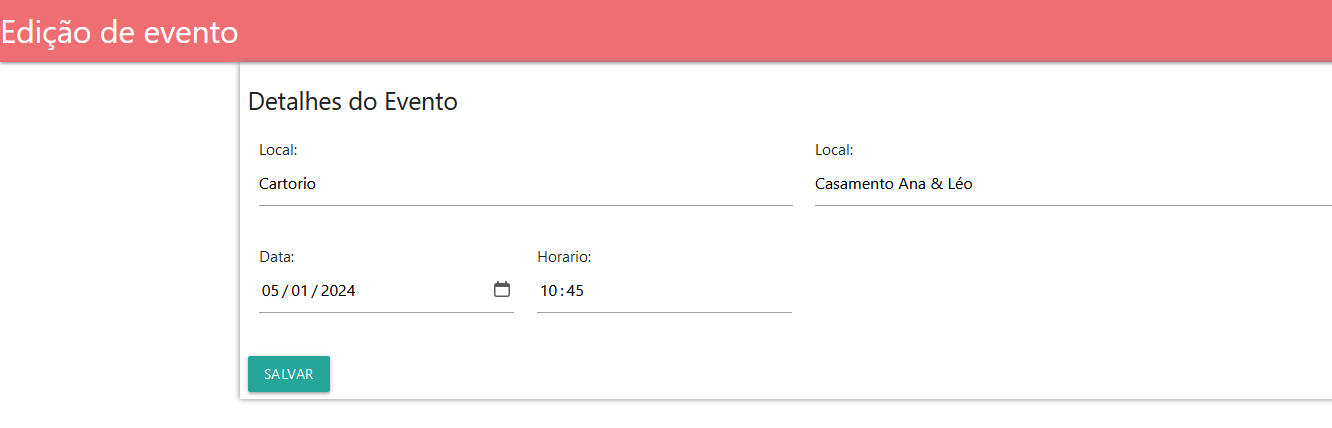 Edição de evento
Detalhes do Evento
Local:
Local:
Cartorio
Casamento Ana & Léo
Data:
Horario:
05/01/2024
10:45
SALVAR